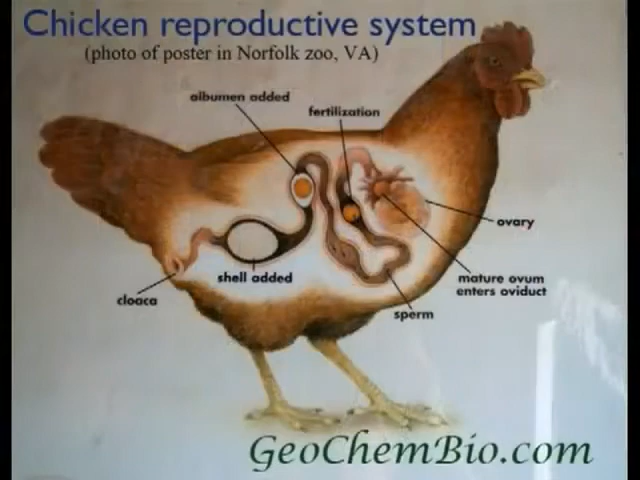 Chicken reproductive system
(photo of poster in Norfolk zoo, VA)
albumen added
fertilization
ovary
mature ovum
enters oviduct
shell added
cloaca
sperm
GeoChemBio.com